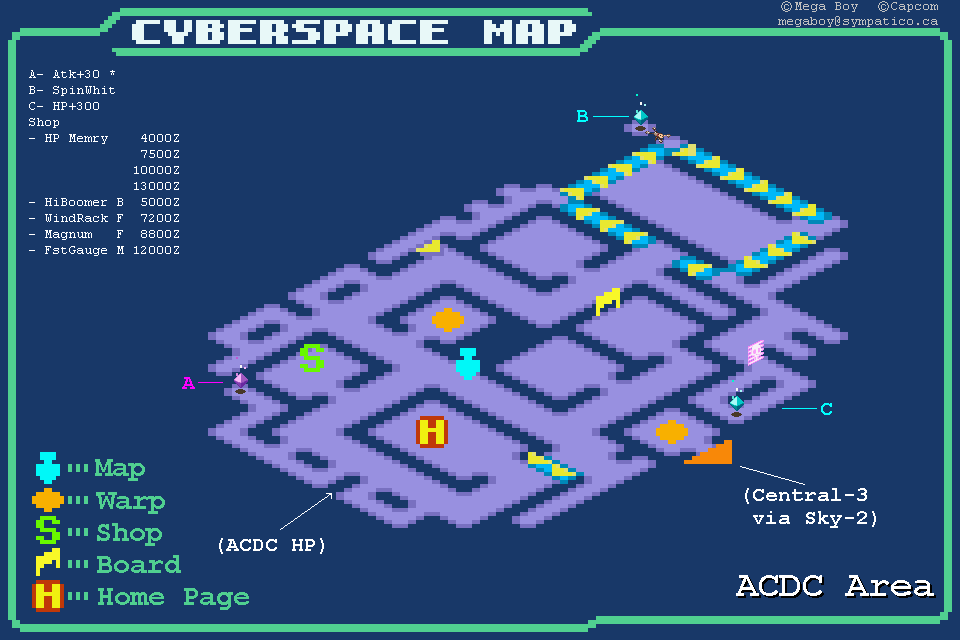 ©Mega Boy ©Capcom
megaboy@sympatico.ca
CYBERSPACE MAP
A- Atk+30 *
B- SpinWhit
C- HP+300
Shop
- HP Memry 4000Z
7500Z
10000Z
13000Z
- HiBoomer B 5000Z
- WindRack F 7200Z
- Magnum F 8800Z
- FstGauge M 12000Z
B
S
A
H
C
Map
Warp
S Shop
Board
H Home Page
(ACDC HP)
(Central-3
via Sky-2)
ACDC Area